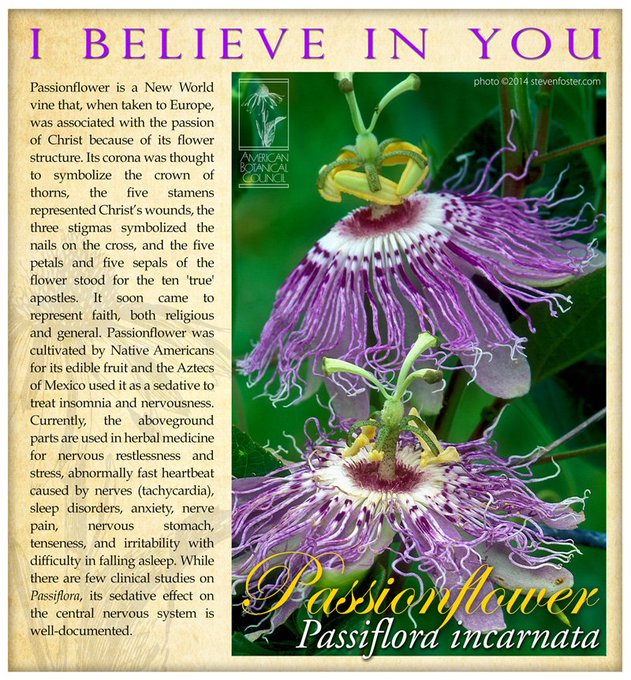 I BELIEVE IN YOU
Passionflower is a New World
vine that, when taken to Europe,
was associated with the passion
of Christ because of its flower
structure. Its corona was thought
to symbolize the crown of
thorns, the five stamens
represented Christ's wounds, the
three stigmas symbolized the
nails on the cross, and the five
petals and five sepals of the
flower stood for the ten 'true'
apostles. It soon came to
represent faith, both religious
and general. Passionflower was
cultivated by Native Americans
for its edible fruit and the Aztecs
of Mexico used it as a sedative to
treat insomnia and nervousness.
Currently, the aboveground
parts are used in herbal medicine
for nervous restlessness and
stress, abnormally fast heartbeat
caused by nerves (tachycardia),
sleep disorders, anxiety, nerve
pain, nervous stomach,
tenseness, and irritability with
difficulty in falling asleep. While
there are few clinical studies on
Passiflora, its sedative effect on
the central nervous system is
well-documented.
photo ©2014 stevenfoster.com
AMERICAN
BOTANICAL
COUNCIL
Passionflower
Passiflora incarnata